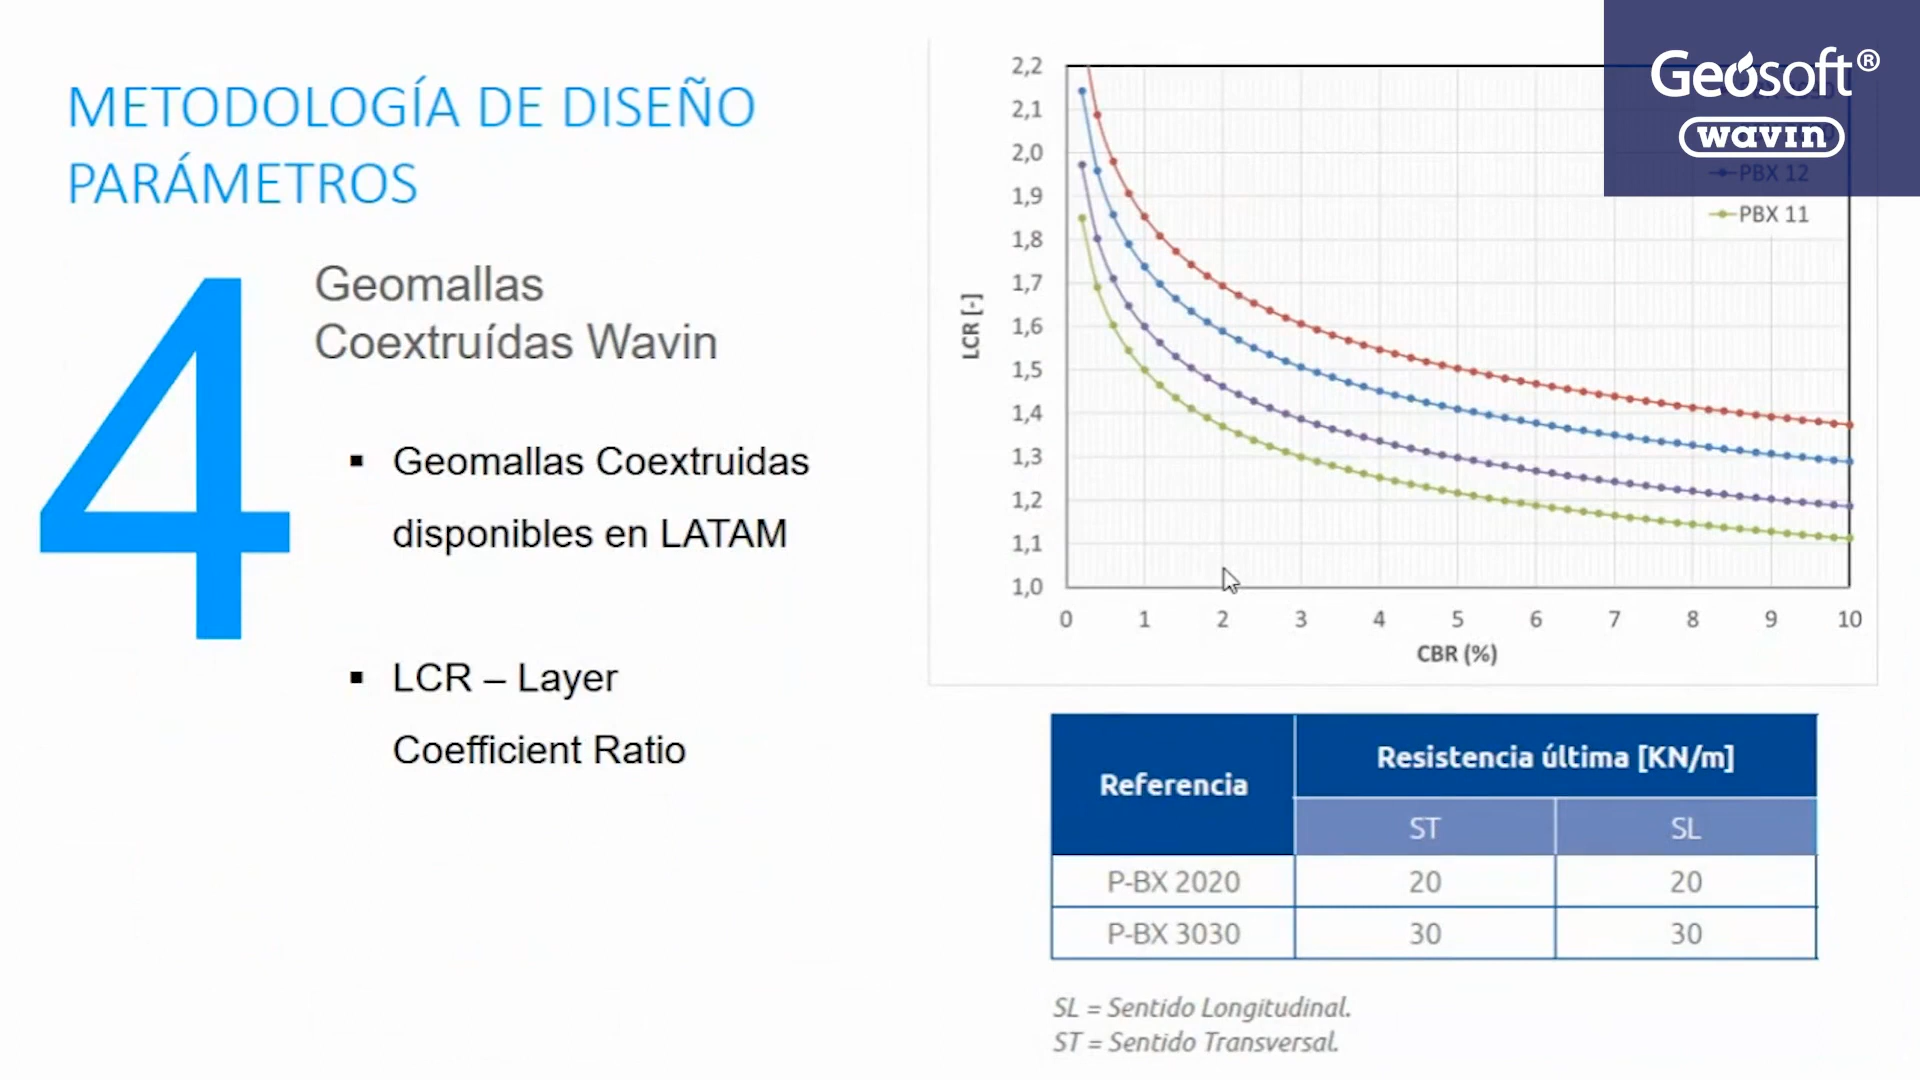 METODOLOGÍA DE DISEÑO
PARÁMETROS
4
Geomallas
Coextruídas Wavin
▪ Geomallas Coextruidas
disponibles en LATAM
▪ LCR – Layer
Coefficient Ratio
Geosoft®
wavin
PBX 12
PBX 11
2,2
2,1
2,0
1,9
1,8
1,7
1,6
1,5
1,4
1,3
1,2
1,1
1,0
LCR [-]
0 1 2 3 4 5 6 7 8 9 10
CBR (%)
Referencia
Resistencia última [KN/m]
ST SL
P-BX 2020 20 20
P-BX 3030 30 30
SL = Sentido Longitudinal.
ST = Sentido Transversal.